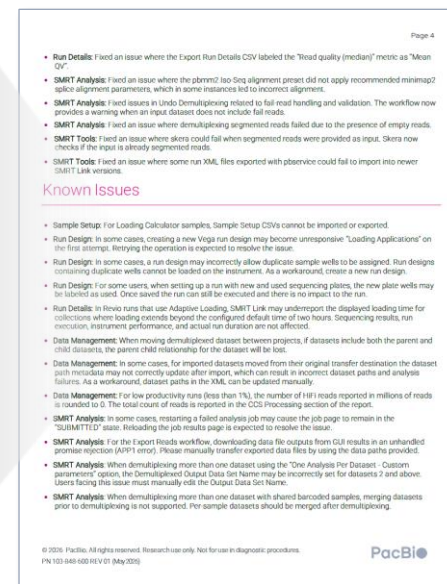 Page 4
• Run Details: Fixed an issue where the Export Run Details CSV labeled the "Read quality (median)" metric as "Mean
QV".
• SMRT Analysis: Fixed an issue where the pbmm2 Iso-Seq alignment preset did not apply recommended minimap2
splice alignment parameters, which in some instances led to incorrect alignment.
• SMRT Analysis: Fixed issues in Undo Demultiplexing related to fail-read handling and validation. The workflow now
provides a warning when an input dataset does not include fail reads.
• SMRT Analysis: Fixed an issue where demultiplexing segmented reads failed due to the presence of empty reads.
• SMRT Tools: Fixed an issue where skera could fail when segmented reads were provided as input. Skera now
checks if the input is already segmented reads.
• SMRT Tools: Fixed an issue where some run XML files exported with pbservice could fail to import into newer
SMRT Link versions.
Known Issues
• Sample Setup: For Loading Calculator samples, Sample Setup CSVs cannot be imported or exported.
• Run Design: In some cases, creating a new Vega run design may become unresponsive "Loading Applications" on
the first attempt. Retrying the operation is expected to resolve the issue.
• Run Design: In some cases, a run design may incorrectly allow duplicate sample wells to be assigned. Run designs
containing duplicate wells cannot be loaded on the instrument. As a workaround, create a new run design.
• Run Design: For some users, when setting up a run with new and used sequencing plates, the new plate wells may
be labeled as used. Once saved the run can still be executed and there is no impact to the run.
• Run Details: In Revio runs that use Adaptive Loading, SMRT Link may underreport the displayed loading time for
collections where loading extends beyond the configured default time of two hours. Sequencing results, run
execution, instrument performance, and actual run duration are not affected.
• Data Management: When moving demultiplexed dataset between projects, if datasets include both the parent and
child datasets, the parent child relationship for the dataset will be lost.
• Data Management: In some cases, for imported datasets moved from their original transfer destination the dataset
path metadata may not correctly update after import, which can result in incorrect dataset paths and analysis
failures. As a workaround, dataset paths in the XML can be updated manually.
• Data Management: For low productivity runs (less than 1%), the number of HiFi reads reported in millions of reads
is rounded to 0. The total count of reads is reported in the CCS Processing section of the report.
• SMRT Analysis: In some cases, restarting a failed analysis job may cause the job page to remain in the
"SUBMITTED" state. Reloading the job results page is expected to resolve the issue.
• SMRT Analysis: For the Export Reads workflow, downloading data file outputs from GUI results in an unhandled
promise rejection (APP1 error). Please manually transfer exported data files by using the data paths provided.
• SMRT Analysis: When demultiplexing more than one dataset using the "One Analysis Per Dataset - Custom
parameters" option, the Demultiplexed Output Data Set Name may be incorrectly set for datasets 2 and above.
Users facing this issue must manually edit the Output Data Set Name.
• SMRT Analysis: When demultiplexing more than one dataset with shared barcoded samples, merging datasets
prior to demultiplexing is not supported. Per-sample datasets should be merged after demultiplexing.
© 2026 PacBio. All rights reserved. Research use only. Not for use in diagnostic procedures.
PN 103-848-600 REV 01 (May 2026)
PacBio